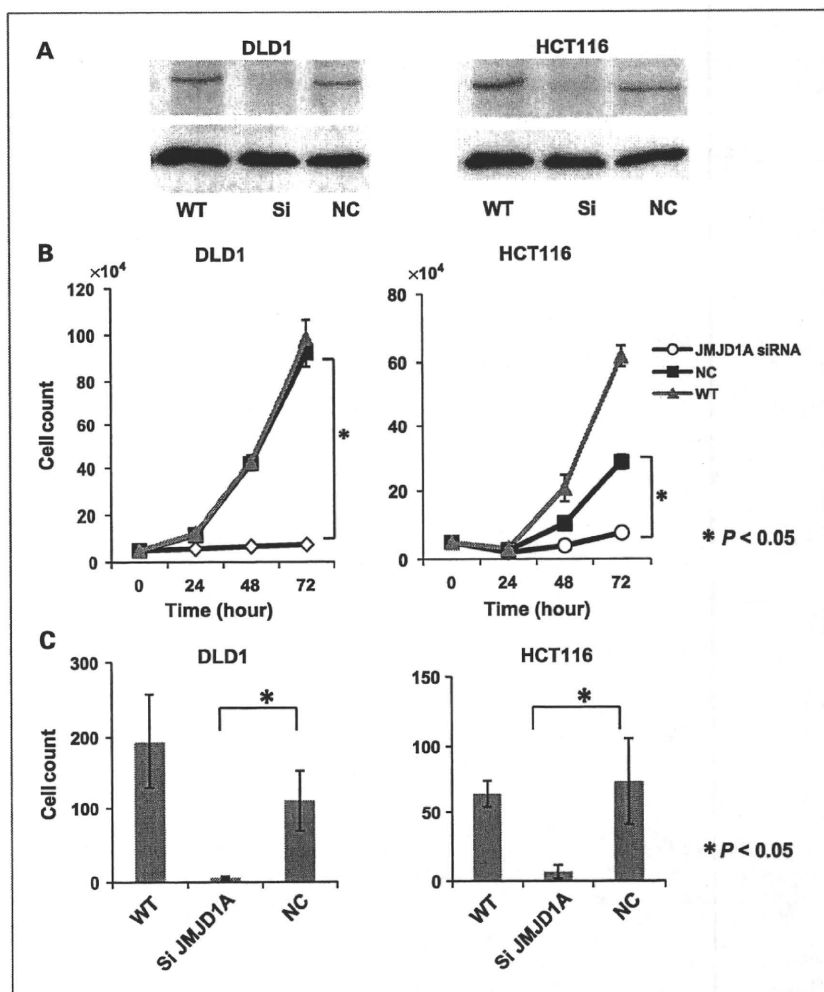 A
DLD1
HCT116
WT Si NC
WT Si NC
B
DLD1
HCT116
×10⁴
120
100
80
60
40
20
0
Cell count
0 24 48 72
Time (hour)
×10⁴
80
60
40
20
0
0 24 48 72
Time (hour)
JMJD1A siRNA
NC
WT
*
*
* P < 0.05
C
DLD1
HCT116
300
200
100
0
Cell count
WT
Si JMJD1A
NC
*
150
100
50
0
WT
Si JMJD1A
NC
*
* P < 0.05